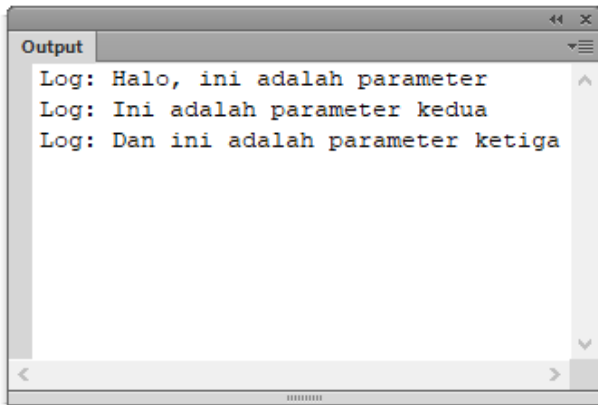 Output
Log: Halo, ini adalah parameter
Log: Ini adalah parameter kedua
Log: Dan ini adalah parameter ketiga